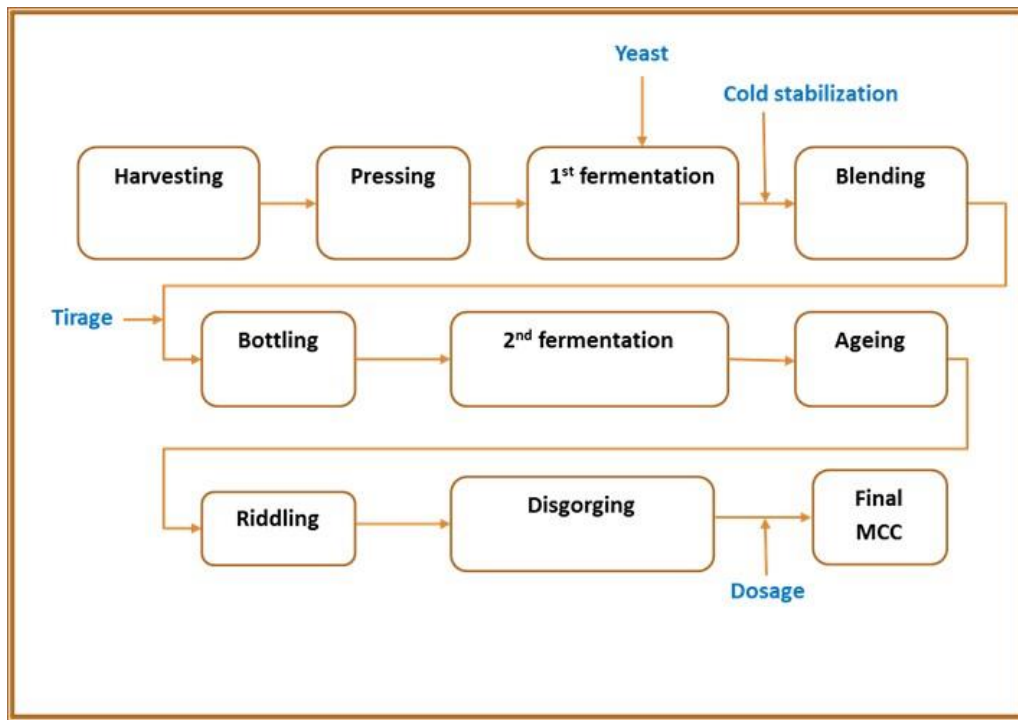 Yeast
Cold stabilization
Harvesting
Pressing
1st fermentation
Blending
Tirage
Bottling
2nd fermentation
Ageing
Riddling
Disgorging
Final
MCC
Dosage